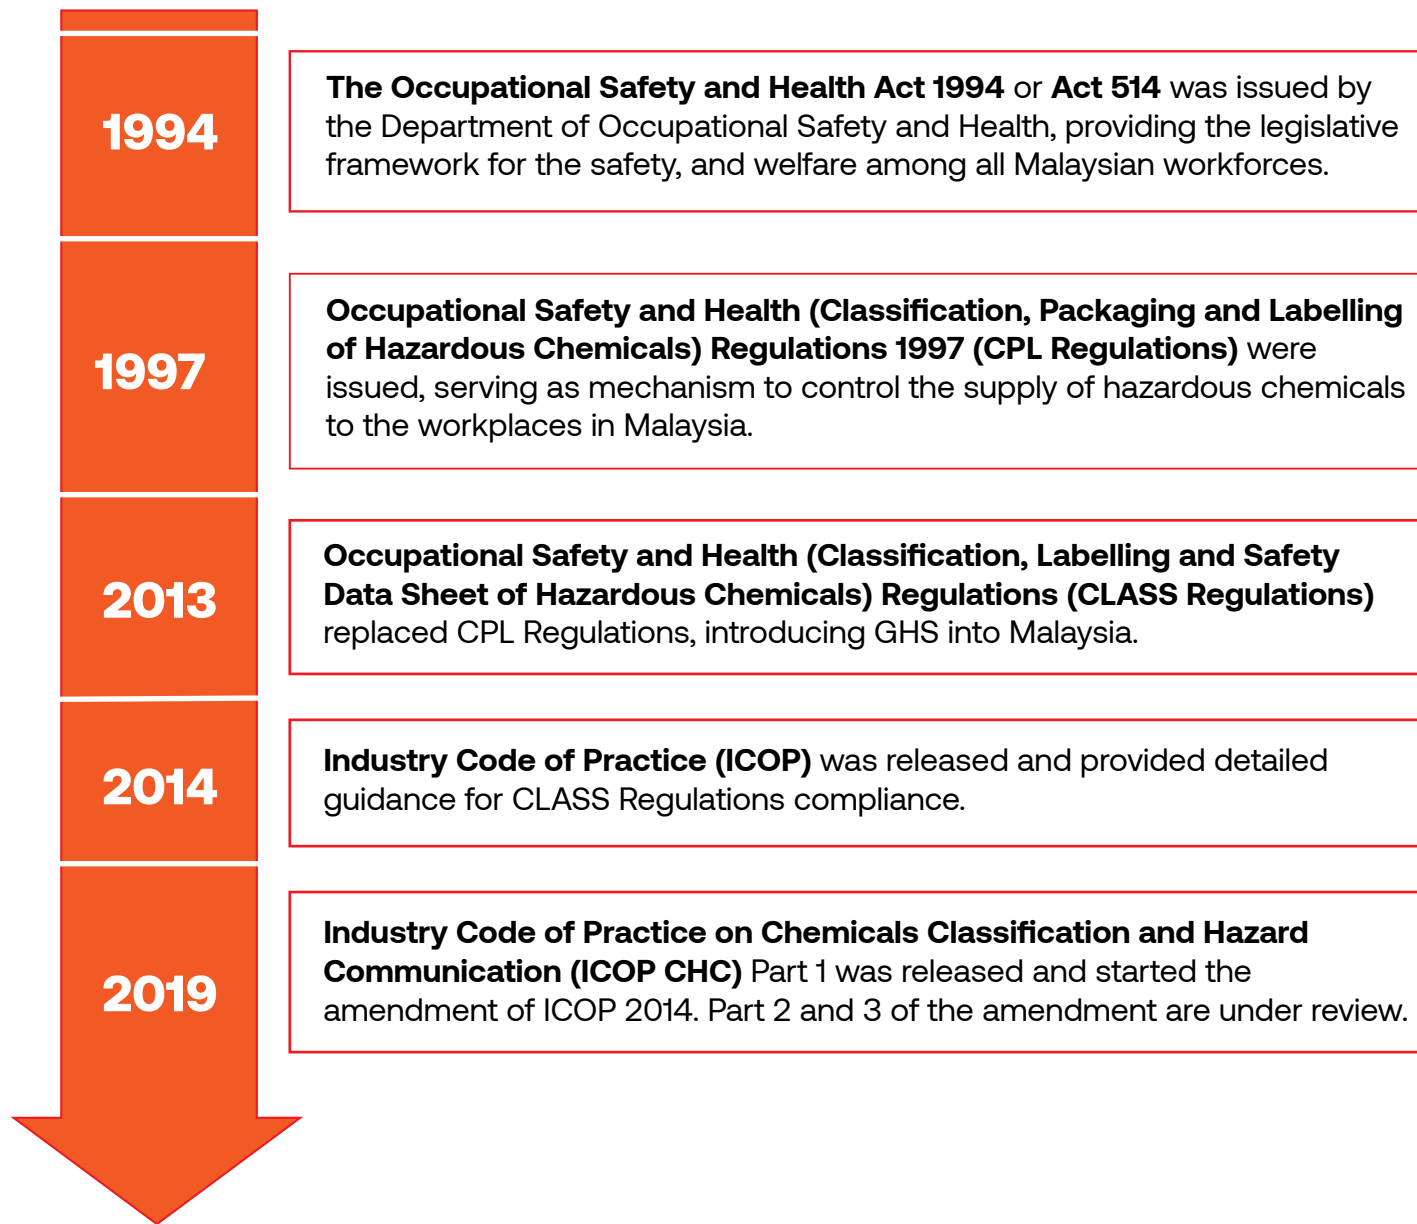 1994
The Occupational Safety and Health Act 1994 or Act 514 was issued by
the Department of Occupational Safety and Health, providing the legislative
framework for the safety, and welfare among all Malaysian workforces.
1997
Occupational Safety and Health (Classification, Packaging and Labelling
of Hazardous Chemicals) Regulations 1997 (CPL Regulations) were
issued, serving as mechanism to control the supply of hazardous chemicals
to the workplaces in Malaysia.
2013
Occupational Safety and Health (Classification, Labelling and Safety
Data Sheet of Hazardous Chemicals) Regulations (CLASS Regulations)
replaced CPL Regulations, introducing GHS into Malaysia.
2014
Industry Code of Practice (ICOP) was released and provided detailed
guidance for CLASS Regulations compliance.
2019
Industry Code of Practice on Chemicals Classification and Hazard
Communication (ICOP CHC) Part 1 was released and started the
amendment of ICOP 2014. Part 2 and 3 of the amendment are under review.